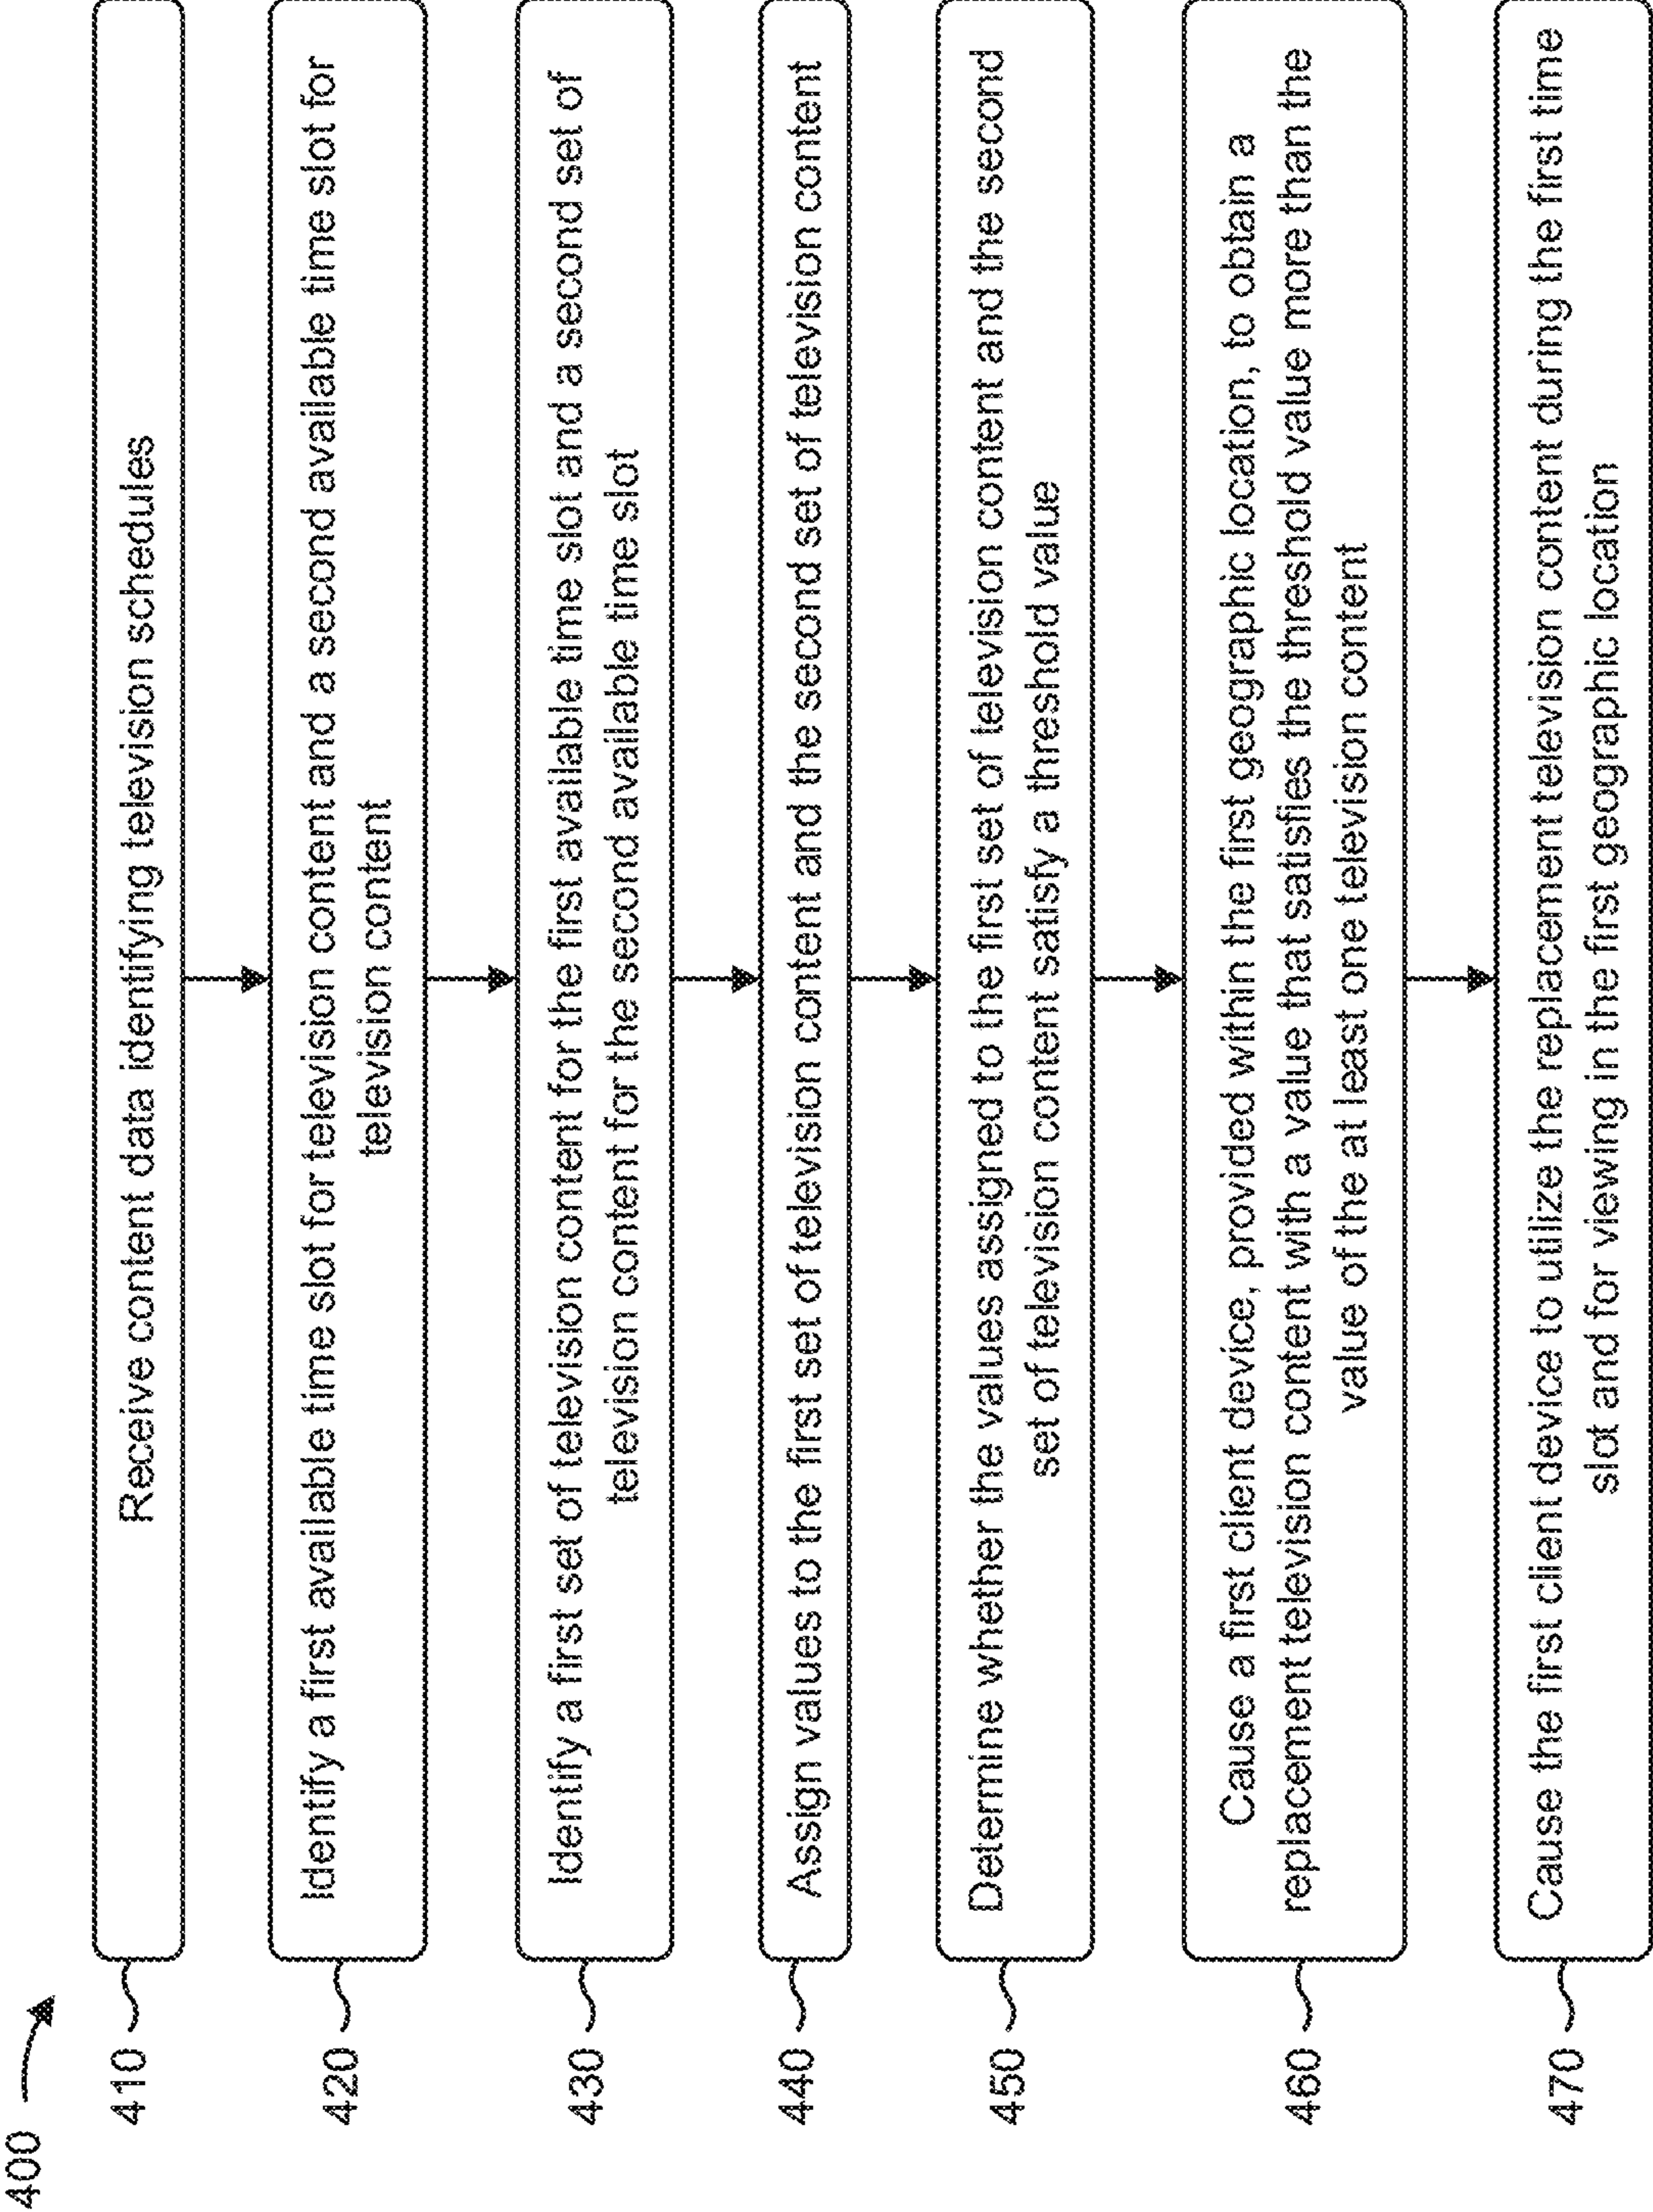 400
410
Receive content data identifying television schedules
420
Identify a first available time slot for television content and a second available time slot for
television content
430
Identify a first set of television content for the first available time slot and a second set of
television content for the second available time slot
440
Assign values to the first set of television content and the second set of television content
450
Determine whether the values assigned to the first set of television content and the second
set of television content satisfy a threshold value
460
Cause a first client device, provided within the first geographic location, to obtain a
replacement television content with a value that satisfies the threshold value more than the
value of the at least one television content
470
Cause the first client device to utilize the replacement television content during the first time
slot and for viewing in the first geographic location